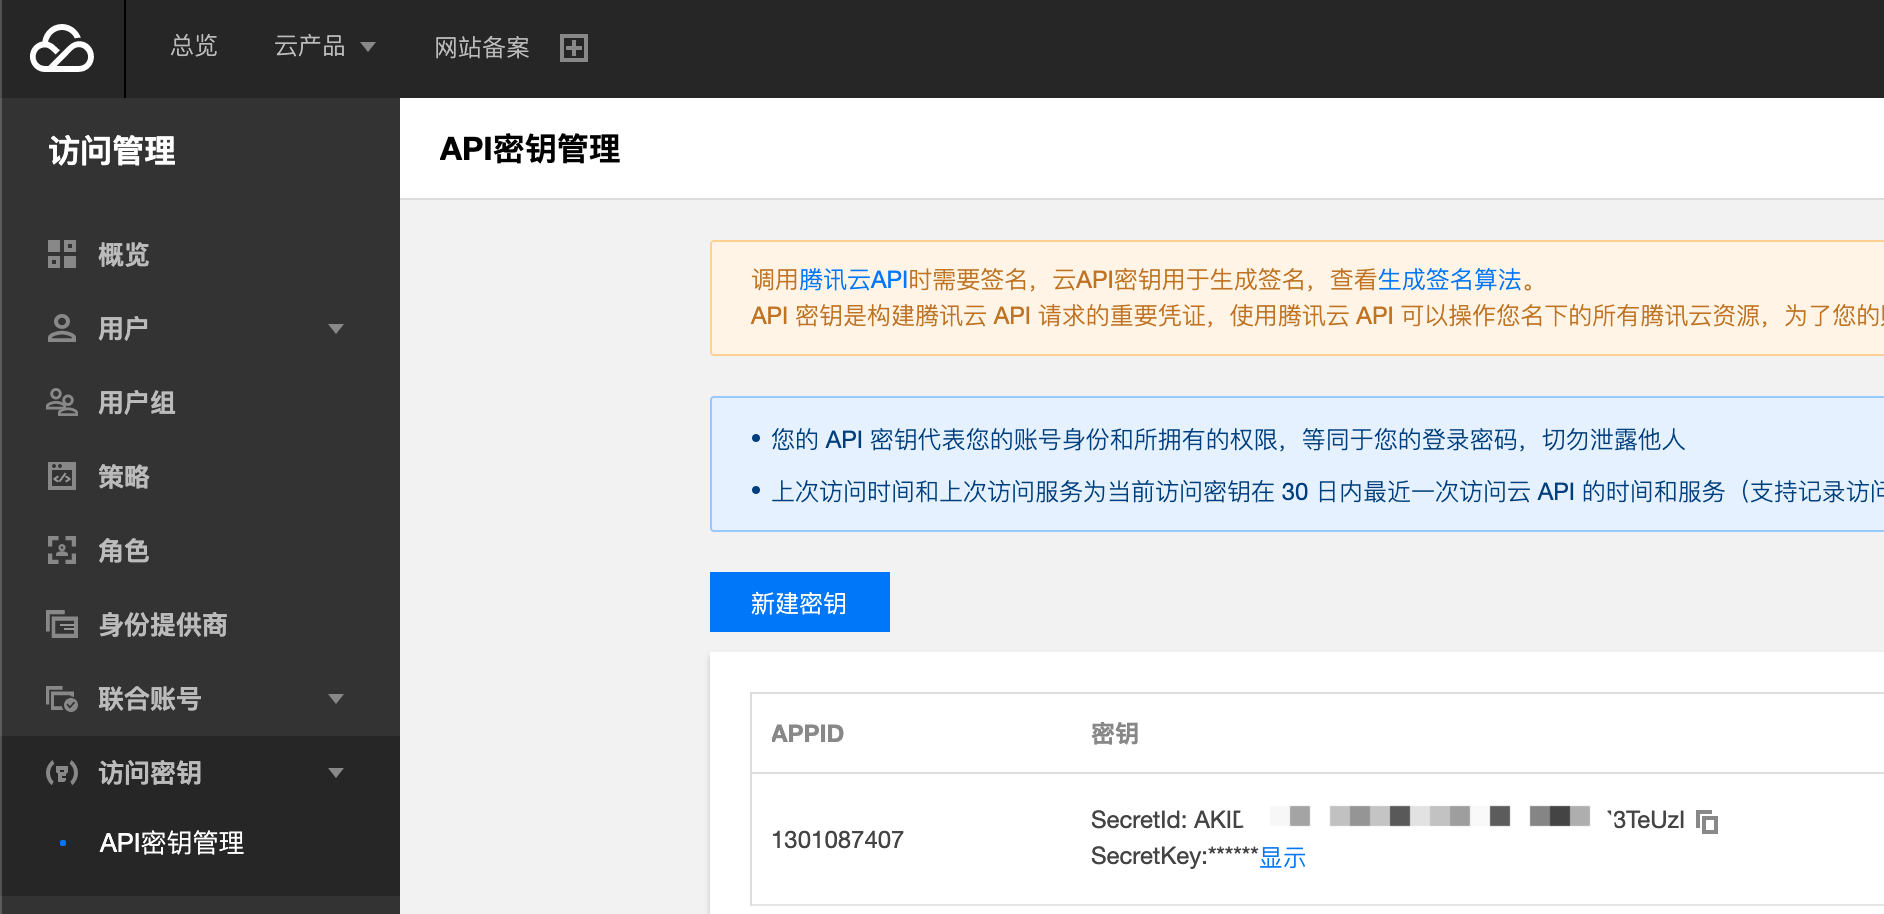 总览 云产品 网站备案
访问管理
API密钥管理
概览
用户
用户组
策略
角色
身份提供商
联合账号
访问密钥
API密钥管理
调用腾讯云API时需要签名，云API密钥用于生成签名，查看生成签名算法。
API 密钥是构建腾讯云 API 请求的重要凭证，使用腾讯云 API 可以操作您名下的所有腾讯云资源，为了您的
• 您的 API 密钥代表您的账号身份和所拥有的权限，等同于您的登录密码，切勿泄露他人
• 上次访问时间和上次访问服务为当前访问密钥在 30 日内最近一次访问云 API 的时间和服务（支持记录访问
新建密钥
APPID 密钥
1301087407
SecretId: AKID 3TeUzI
SecretKey:******显示